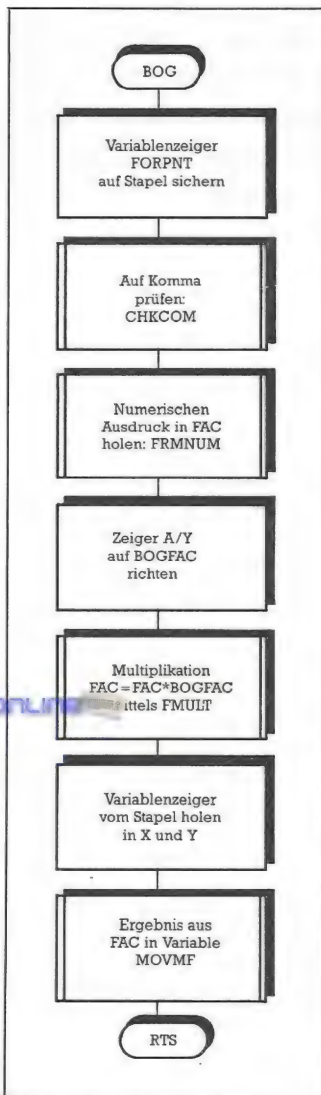 BOG
Variablenzeiger
FORPNT
auf Stapel sichern
Auf Komma
prüfen:
CHKCOM
Numerischen
Ausdruck in FAC
holen: FRMNUM
Zeiger A/Y
auf BOGFAC
richten
Multiplikation
FAC=FAC*BOGFAC
mittels FMULT
Variablenzeiger
vom Stapel holen
in X und Y
Ergebnis aus
FAC in Variable
MOVMF
RTS